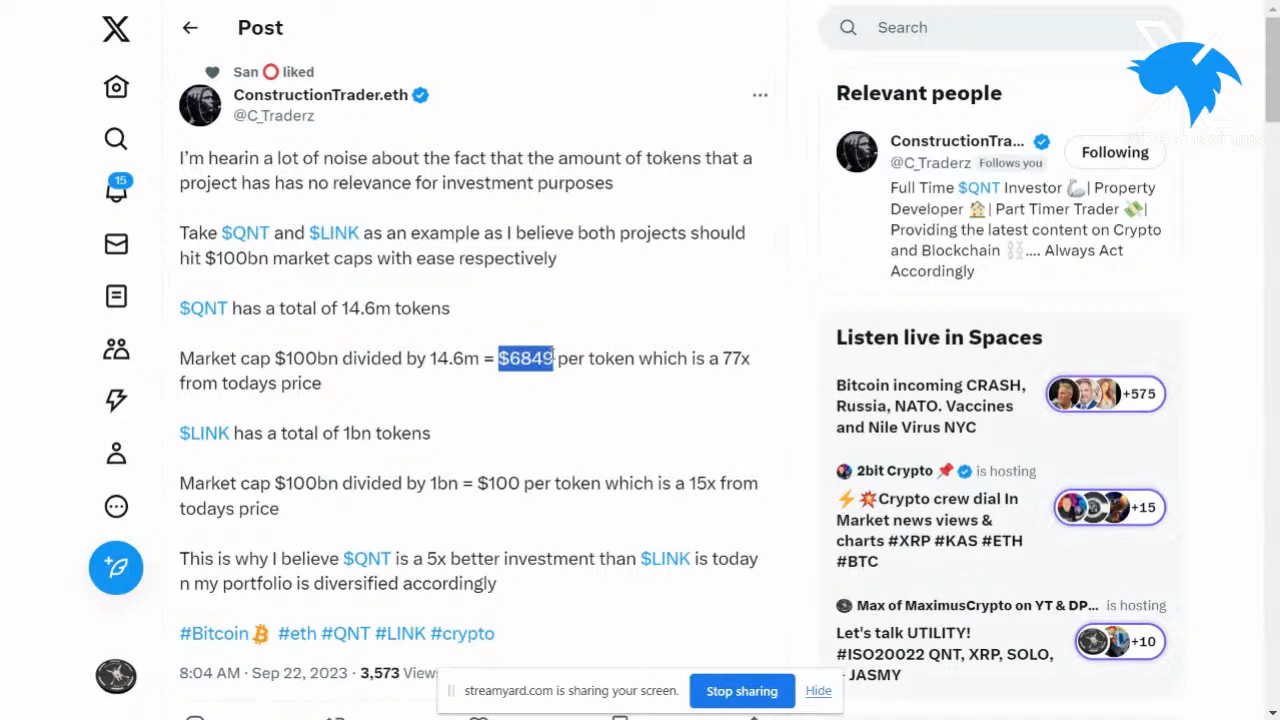 Post
Search
San liked
ConstructionTrader.eth
@C_Traderz
I'm hearin a lot of noise about the fact that the amount of tokens that a
project has has no relevance for investment purposes
Take $QNT and $LINK as an example as I believe both projects should
hit $100bn market caps with ease respectively
$QNT has a total of 14.6m tokens
Market cap $100bn divided by 14.6m = $6849 per token which is a 77x
from todays price
$LINK has a total of 1bn tokens
Market cap $100bn divided by 1bn = $100 per token which is a 15x from
todays price
This is why I believe $QNT is a 5x better investment than $LINK is today
n my portfolio is diversified accordingly
#Bitcoin #eth #QNT #LINK #crypto
8:04 AM · Sep 22, 2023 · 3,573 Views
15
Relevant people
ConstructionTra...
@C_Traderz Follows you
Following
Full Time $QNT Investor | Property
Developer | Part Timer Trader |
Providing the latest content on Crypto
and Blockchain .... Always Act
Accordingly
Listen live in Spaces
Bitcoin incoming CRASH,
Russia, NATO. Vaccines
and Nile Virus NYC
+575
2bit Crypto is hosting
Crypto crew dial In
Market news views &
charts #XRP #KAS #ETH
#BTC
+15
Max of MaximusCrypto on YT & DP... is hosting
Let's talk UTILITY!
#ISO20022 QNT, XRP, SOLO,
JASMY
+10
streamyard.com is sharing your screen.
Stop sharing
Hide